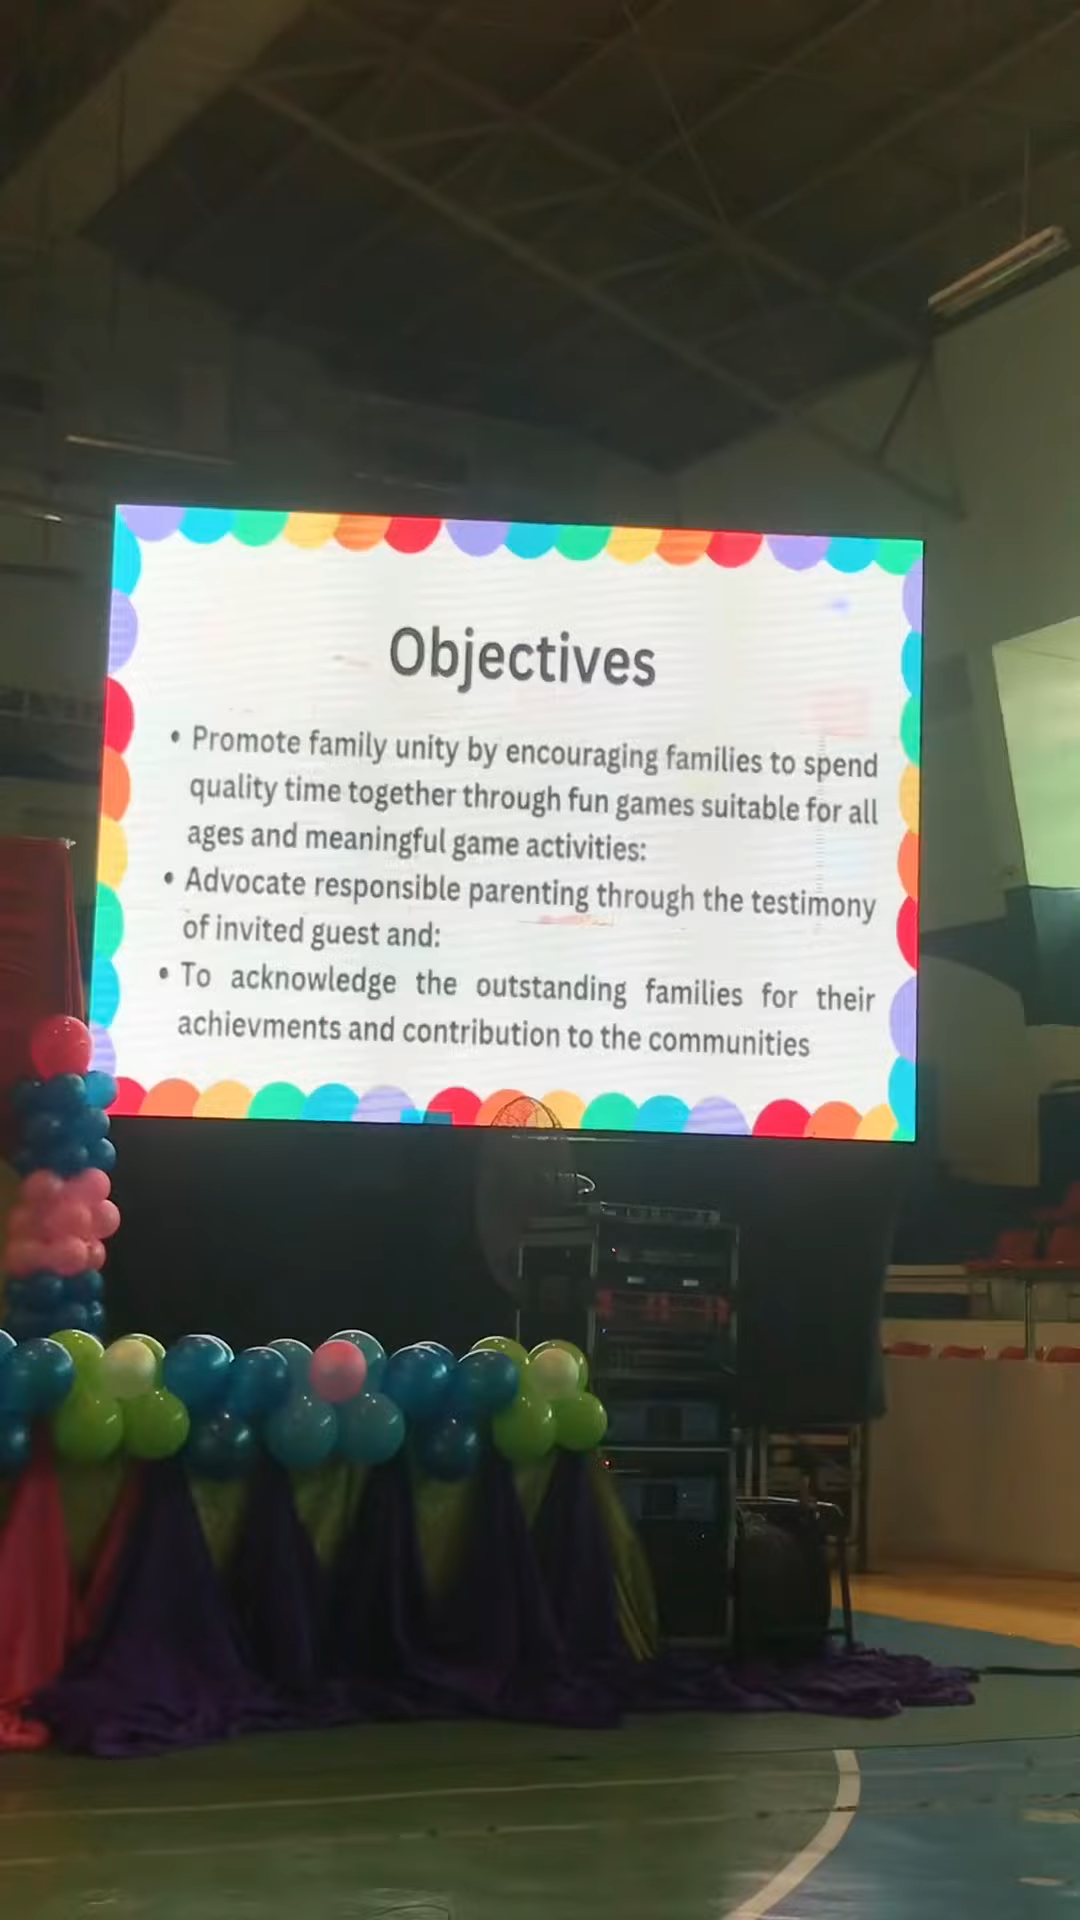 Objectives
• Promote family unity by encouraging families to spend
quality time together through fun games suitable for all
ages and meaningful game activities:
• Advocate responsible parenting through the testimony
of invited guest and:
• To acknowledge the outstanding families for their
achievments and contribution to the communities